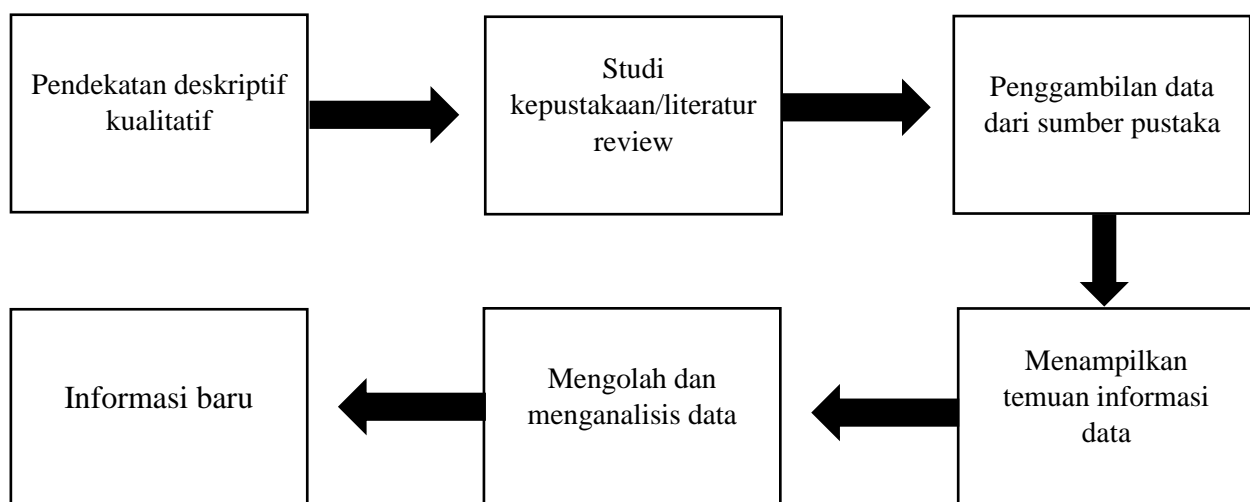 Pendekatan deskriptif
kualitatif
Studi
kepustakaan/literatur
review
Penggambilan data
dari sumber pustaka
Menampilkan
temuan informasi
data
Mengolah dan
menganalisis data
Informasi baru